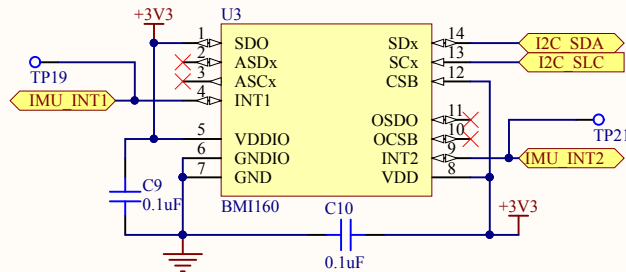 +3V3
U3
1 SDO
2 ASDx
3 ASCx
4 INT1
5 VDDIO
6 GNDIO
7 GND
SDx 14
SCx 13
CSB 12
OSDO 11
OCSB 10
INT2 9
VDD 8
BMI160
TP19
IMU_INT1
I2C_SDA
I2C_SLC
TP21
IMU_INT2
C9
0.1uF
C10
0.1uF
+3V3